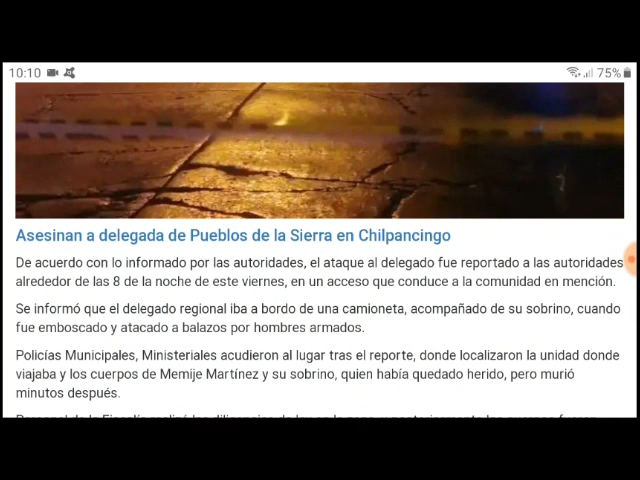 10:10
75%
Asesinan a delegada de Pueblos de la Sierra en Chilpancingo
De acuerdo con lo informado por las autoridades, el ataque al delegado fue reportado a las autoridades
alrededor de las 8 de la noche de este viernes, en un acceso que conduce a la comunidad en mención.
Se informó que el delegado regional iba a bordo de una camioneta, acompañado de su sobrino, cuando
fue emboscado y atacado a balazos por hombres armados.
Policías Municipales, Ministeriales acudieron al lugar tras el reporte, donde localizaron la unidad donde
viajaba y los cuerpos de Memije Martínez y su sobrino, quien había quedado herido, pero murió
minutos después.